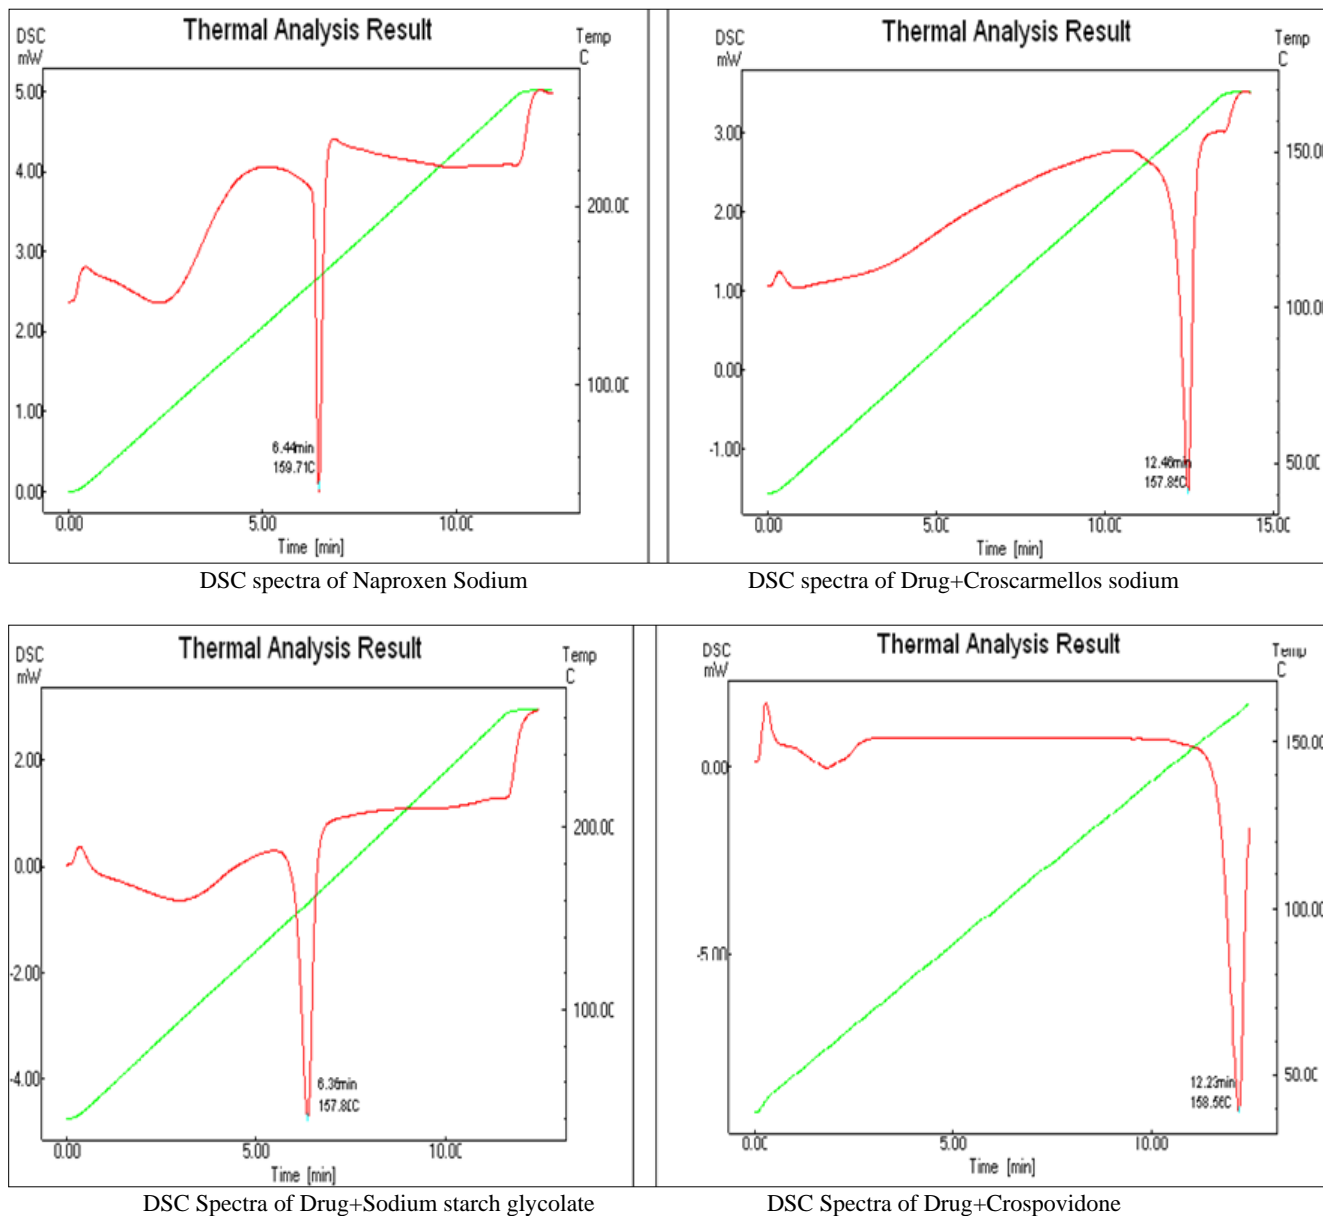 Thermal Analysis Result
DSC
mW
Temp
C
5.00
4.00
3.00
2.00
1.00
0.00
200.00
100.00
6.44min
159.71C
0.00
5.00
10.00
Time [min]
DSC spectra of Naproxen Sodium
Thermal Analysis Result
DSC
mW
Temp
C
3.00
2.00
1.00
0.00
-1.00
150.00
100.00
50.00
12.46min
0.00
5.00
10.00
15.00
Time [min]
DSC spectra of Drug+Croscarmellos sodium
Thermal Analysis Result
DSC
mW
Temp
C
2.00
0.00
-2.00
-4.00
200.00
100.00
157.80C
0.00
5.00
10.00
Time [min]
DSC Spectra of Drug+Sodium starch glycolate
Thermal Analysis Result
DSC
mW
Temp
C
0.00
-5.00
150.00
100.00
50.00
12.23min
0.00
5.00
10.00
Time [min]
DSC Spectra of Drug+Crospovidone